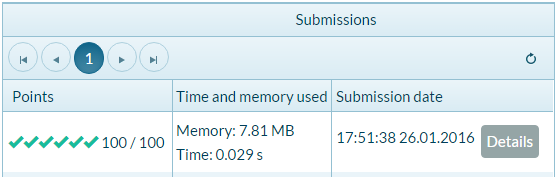 Submissions
1
Points Time and memory used Submission date
100 / 100 Memory: 7.81 MB 17:51:38 26.01.2016 Details
Time: 0.029 s